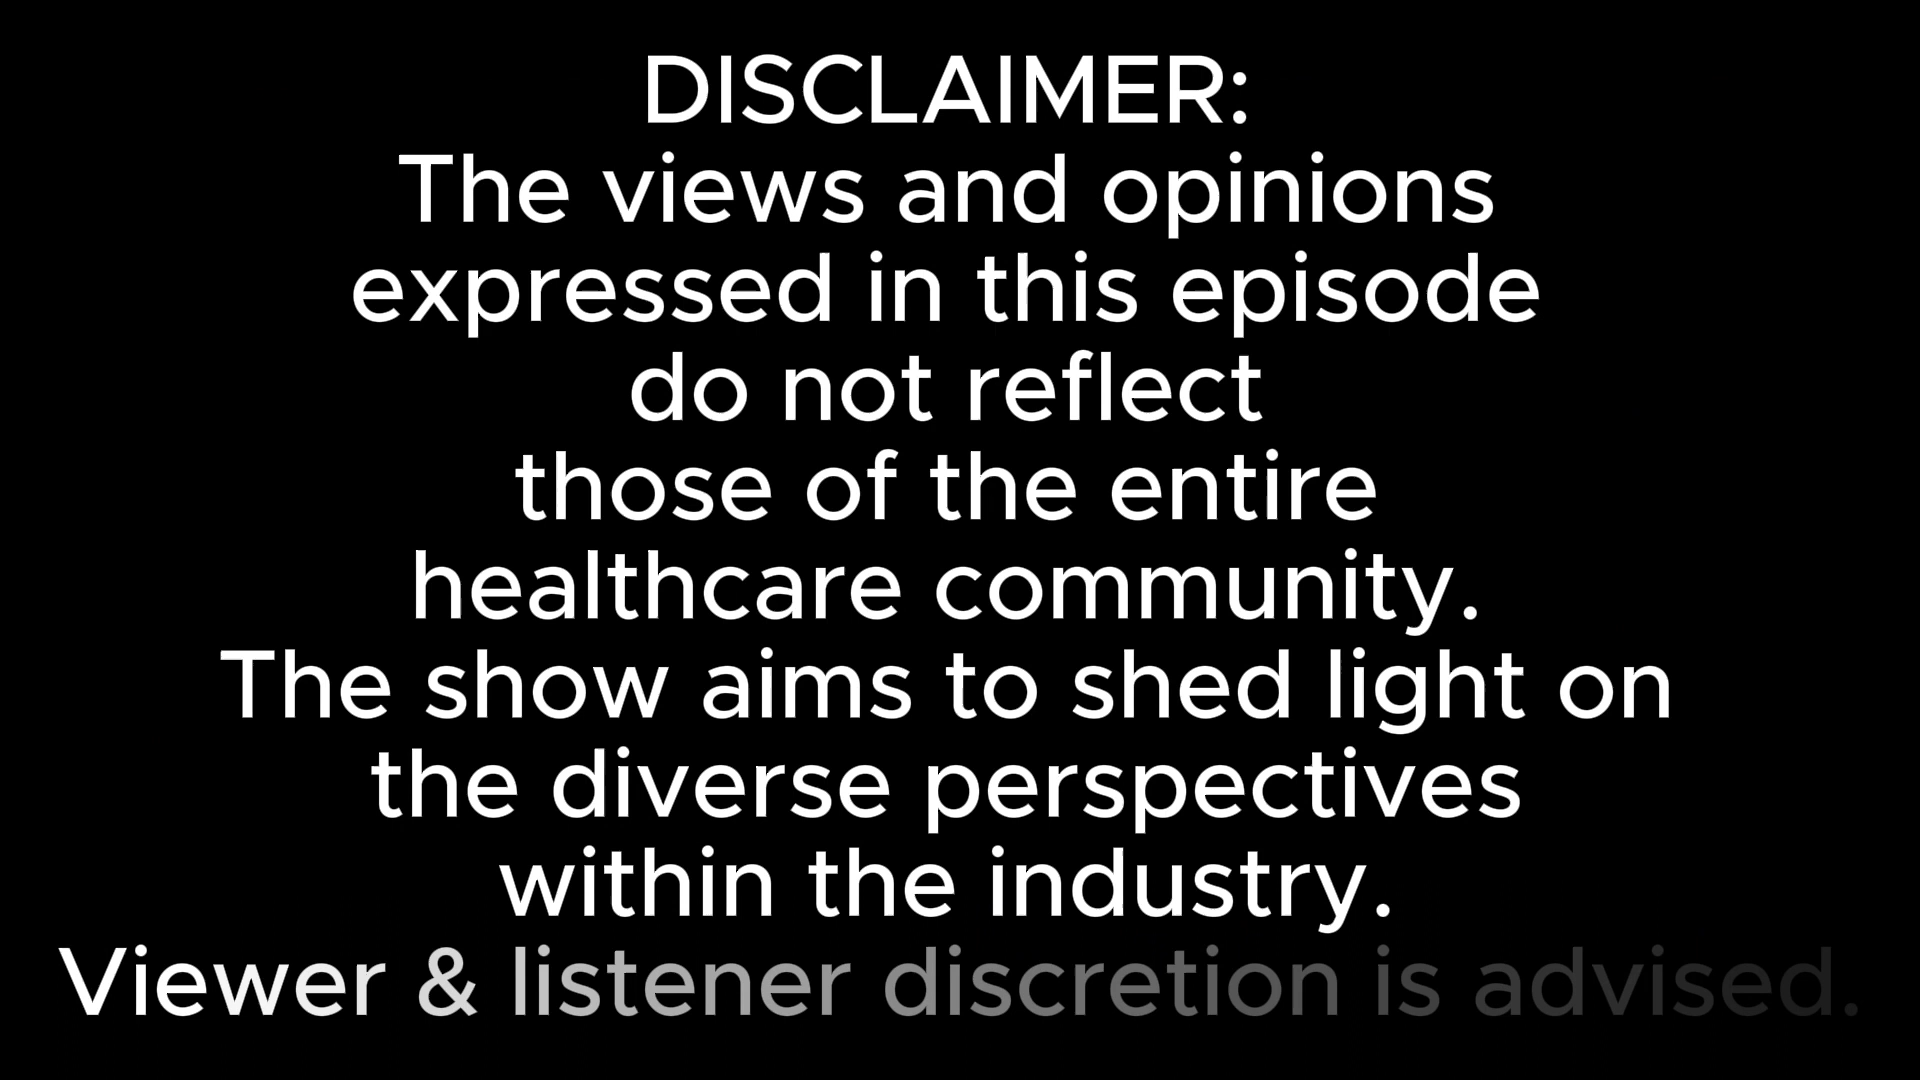 DISCLAIMER:
The views and opinions
expressed in this episode
do not reflect
those of the entire
healthcare community.
The show aims to shed light on
the diverse perspectives
within the industry.
Viewer & listener discretion is advised.